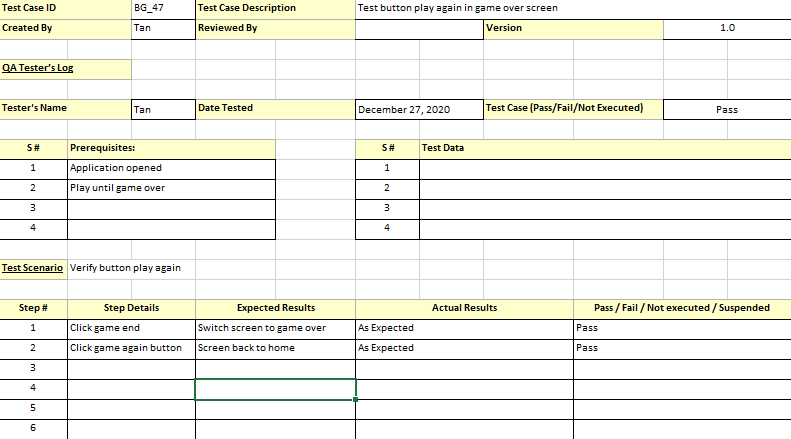 Test Case ID BG_47 Test Case Description Test button play again in game over screen
Created By Tan Reviewed By Version 1.0
QA Tester's Log
Tester's Name Tan Date Tested December 27, 2020 Test Case (Pass/Fail/Not Executed) Pass
S # Prerequisites: S # Test Data
1 Application opened 1
2 Play until game over 2
3 3
4 4
Test Scenario Verify button play again
Step # Step Details Expected Results Actual Results Pass / Fail / Not executed / Suspended
1 Click game end Switch screen to game over As Expected Pass
2 Click game again button Screen back to home As Expected Pass
3
4
5
6